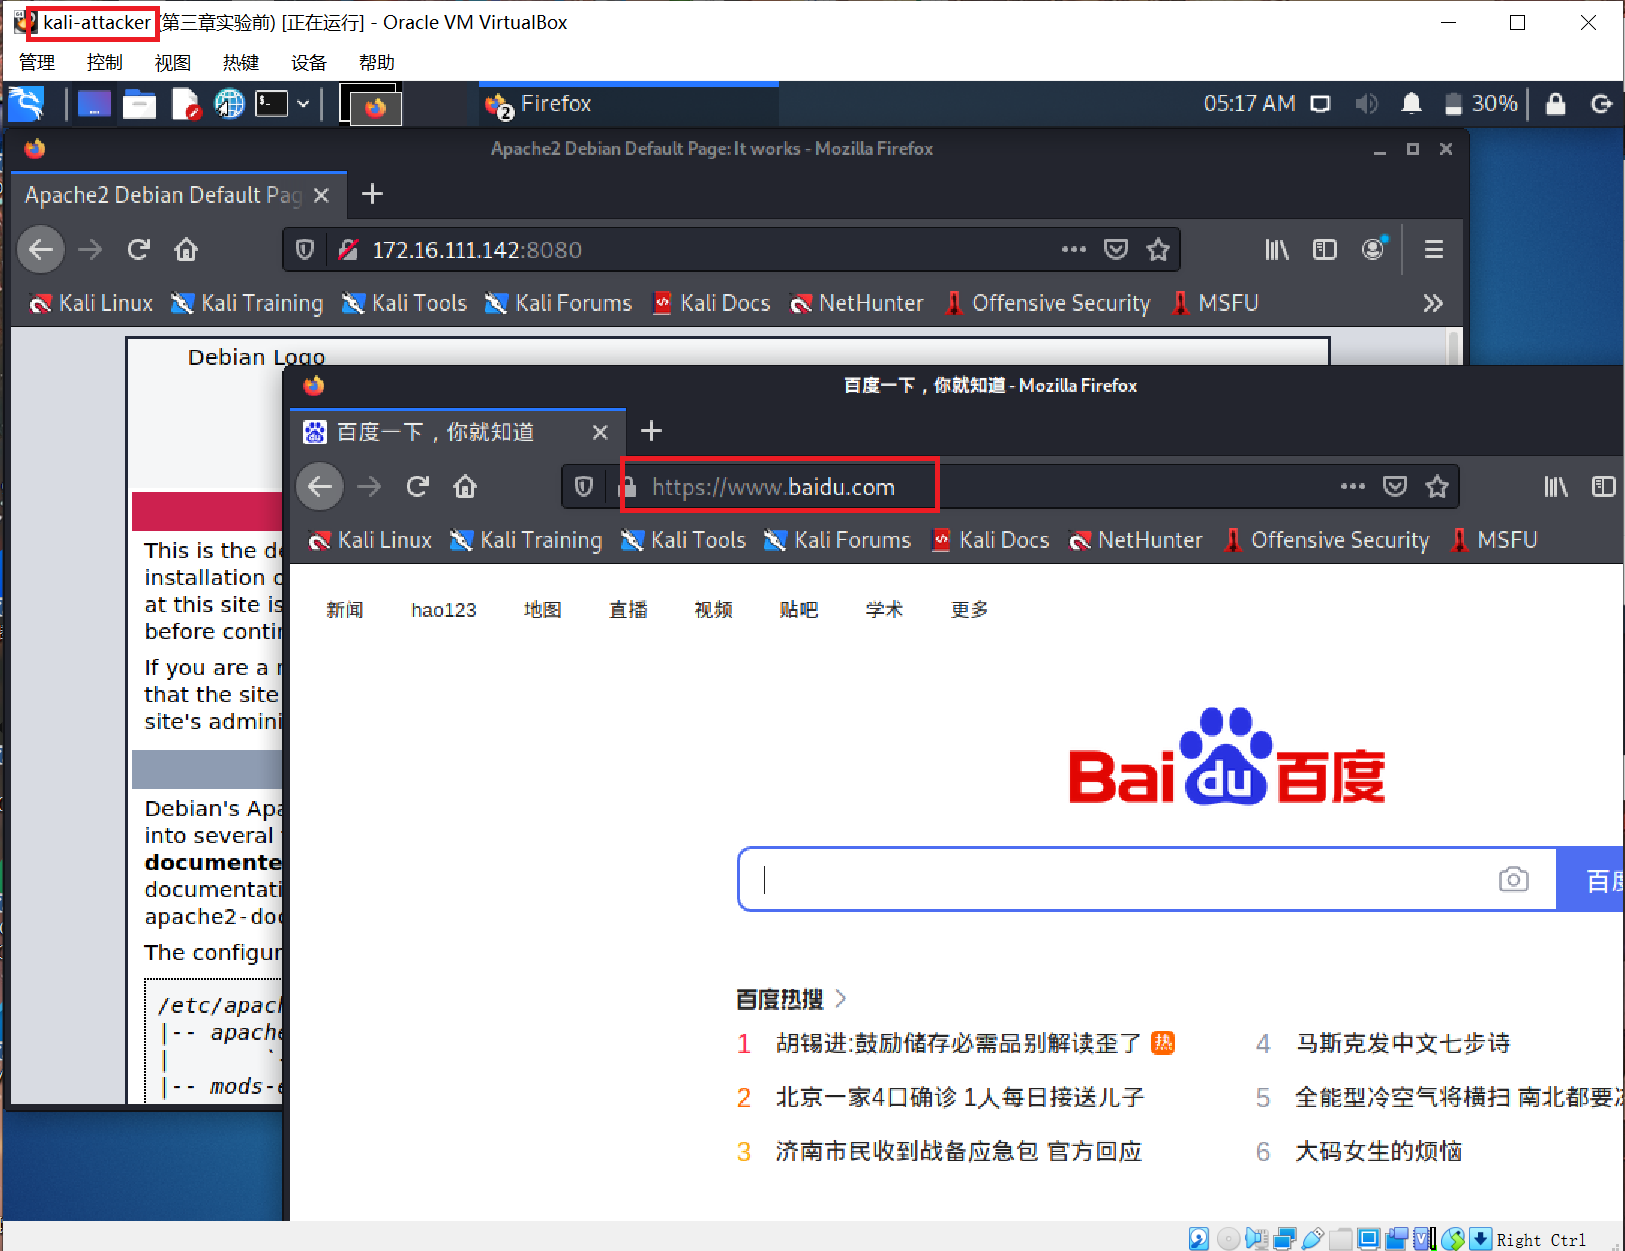 kali-attacker (第三章实验前) [正在运行] - Oracle VM VirtualBox
管理 控制 视图 热键 设备 帮助
2 Firefox 05:17 AM 30%
Apache2 Debian Default Page: It works - Mozilla Firefox
Apache2 Debian Default Pag
172.16.111.142:8080
Kali Linux Kali Training Kali Tools Kali Forums Kali Docs NetHunter Offensive Security MSFU
Debian Logo
百度一下，你就知道 - Mozilla Firefox
百度一下，你就知道
https://www.baidu.com
Kali Linux Kali Training Kali Tools Kali Forums Kali Docs NetHunter Offensive Security MSFU
This is the de
installation o
at this site is
before contin
If you are a n
that the site
site's admini
Debian's Apa
into several
documente
documentati
apache2-doc
The configur
/etc/apach
|-- apache
| `-
|-- mods-e
新闻 hao123 地图 直播 视频 贴吧 学术 更多
Bai du 百度
百度
百度热搜
1 胡锡进:鼓励储存必需品别解读歪了 热
2 北京一家4口确诊 1人每日接送儿子
3 济南市民收到战备应急包 官方回应
4 马斯克发中文七步诗
5 全能型冷空气将横扫 南北都要冻
6 大码女生的烦恼
Right Ctrl